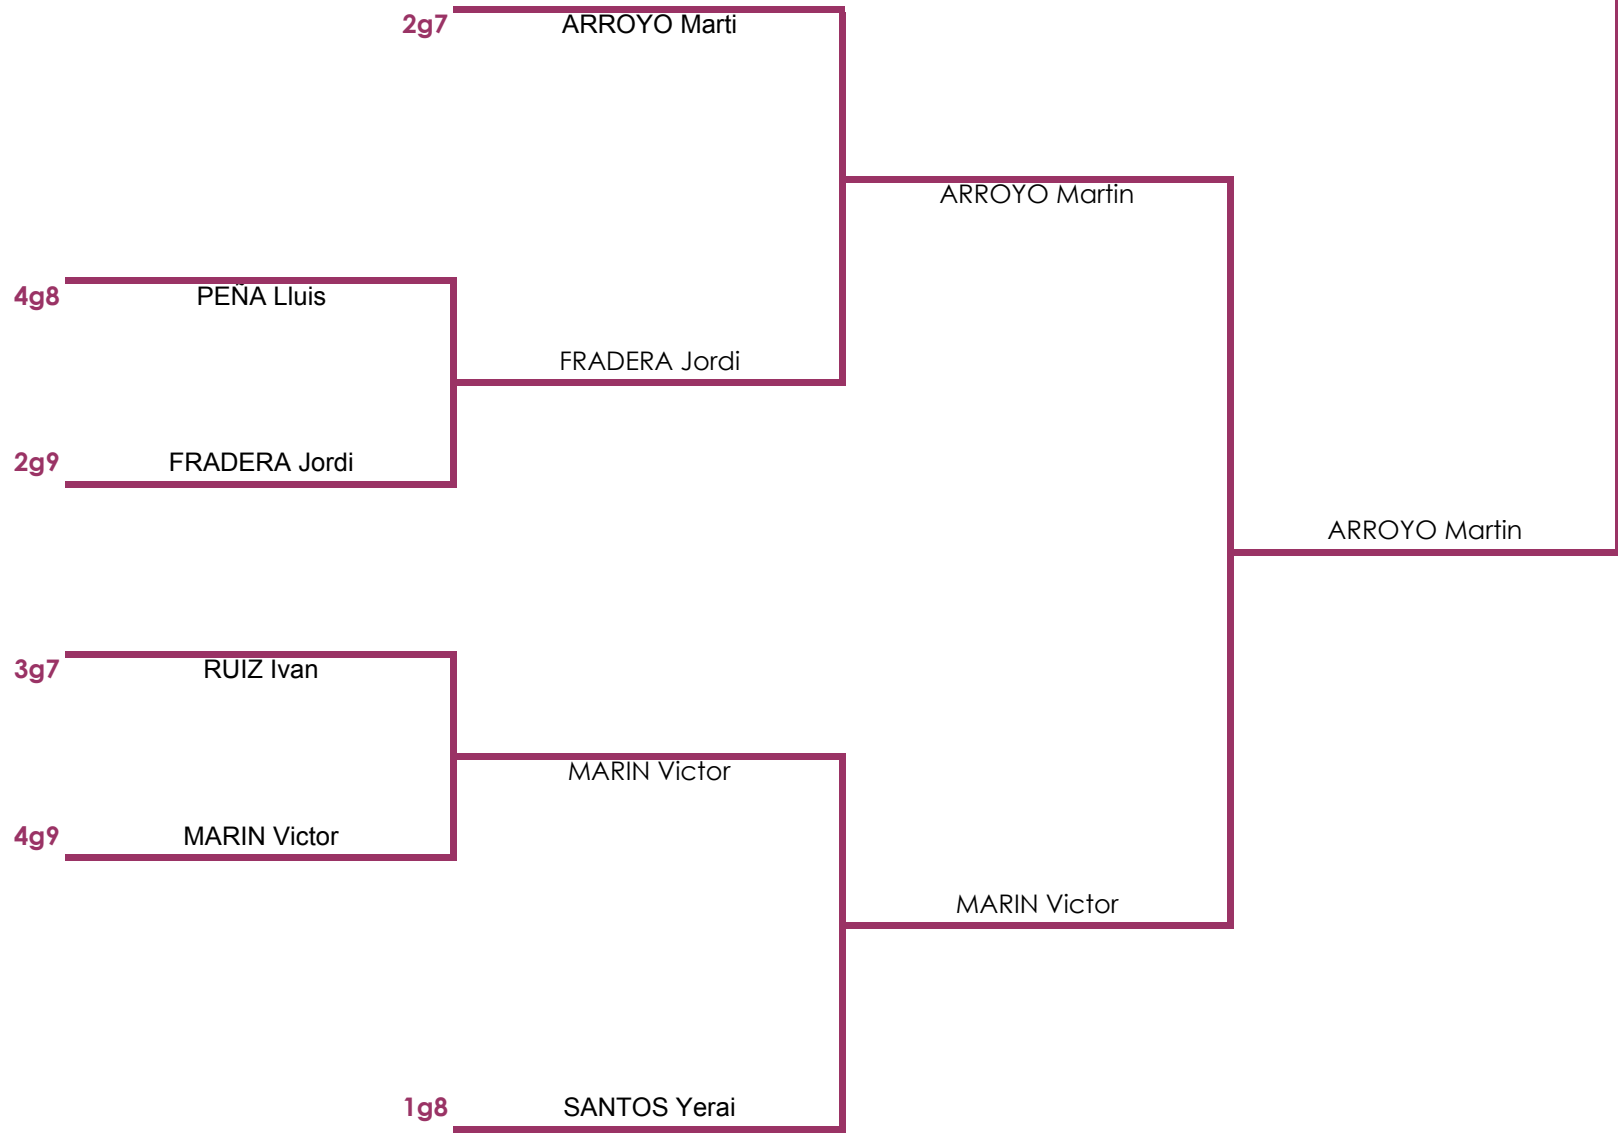 2g7 ARROYO Marti
ARROYO Martin
4g8 PEÑA Lluis
FRADERA Jordi
2g9 FRADERA Jordi
ARROYO Martin
3g7 RUIZ Ivan
MARIN Victor
4g9 MARIN Victor
MARIN Victor
1g8 SANTOS Yerai